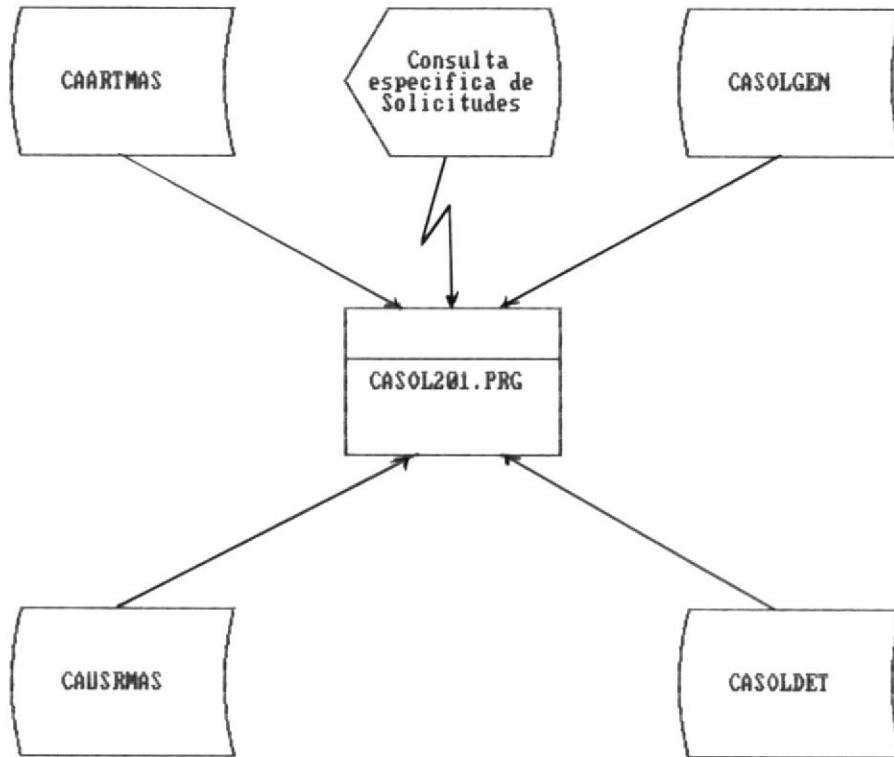 CAARTMAS
Consulta
especifica de
Solicitudes
CASOLGEN
CASOL201.PRG
CAUSRMAS
CASOLDET